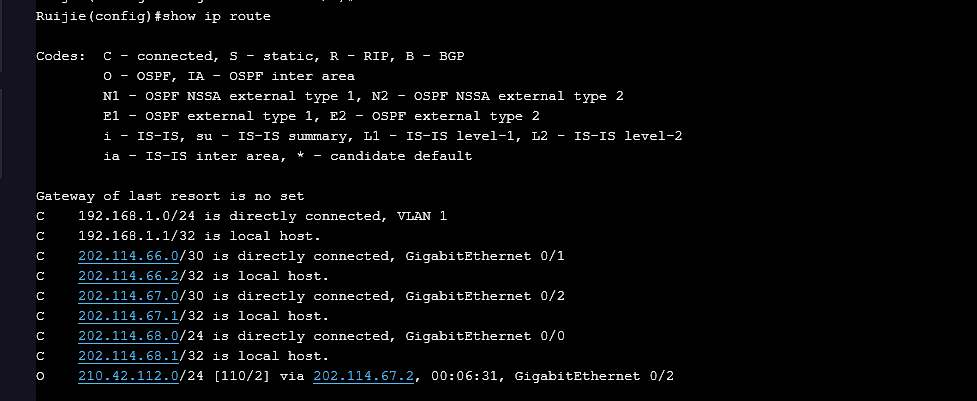 Ruijie(config)#show ip route
Codes:  C - connected, S - static, R - RIP, B - BGP
        O - OSPF, IA - OSPF inter area
        N1 - OSPF NSSA external type 1, N2 - OSPF NSSA external type 2
        E1 - OSPF external type 1, E2 - OSPF external type 2
        i - IS-IS, su - IS-IS summary, L1 - IS-IS level-1, L2 - IS-IS level-2
        ia - IS-IS inter area, * - candidate default
Gateway of last resort is no set
C    192.168.1.0/24 is directly connected, VLAN 1
C    192.168.1.1/32 is local host.
C    202.114.66.0/30 is directly connected, GigabitEthernet 0/1
C    202.114.66.2/32 is local host.
C    202.114.67.0/30 is directly connected, GigabitEthernet 0/2
C    202.114.67.1/32 is local host.
C    202.114.68.0/24 is directly connected, GigabitEthernet 0/0
C    202.114.68.1/32 is local host.
O    210.42.112.0/24 [110/2] via 202.114.67.2, 00:06:31, GigabitEthernet 0/2